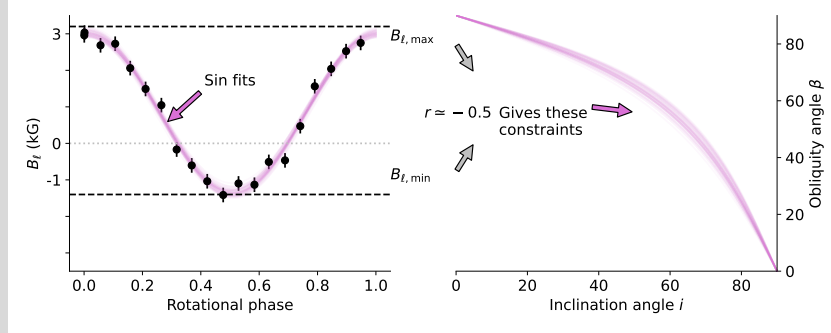 3
0
-1
B_ℓ (kG)
0.0 0.2 0.4 0.6 0.8 1.0
Rotational phase
Sin fits
B_ℓ,max
r ≃ −0.5 Gives these
constraints
B_ℓ,min
0 20 40 60 80
Inclination angle i
80
60
40
20
0
Obliquity angle β